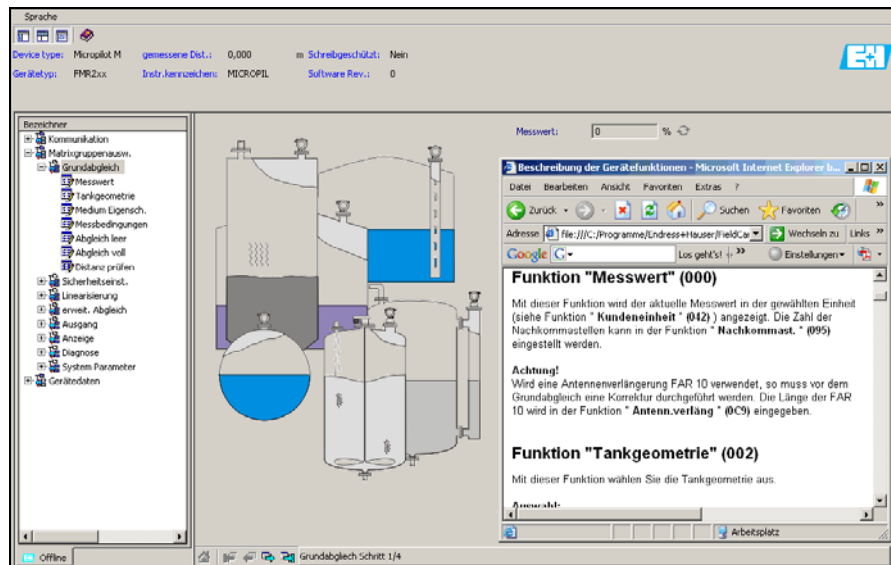 Sprache
Device type: Micropilot M gemessene Dist.: 0,000 m Schreibgeschützt: Nein
Gerätetyp: FMR2xx Instr.kennzeichen: MICROPIL Software Rev.: 0
E+H
Bezeichner
Kommunikation
Matrixgruppenausw.
Grundabgleich
Messwert
Tankgeometrie
Medium Eigensch.
Messbedingungen
Abgleich leer
Abgleich voll
Distanz prüfen
Sicherheitseinst.
Linearisierung
erweit. Abgleich
Ausgang
Anzeige
Diagnose
System Parameter
Gerätedaten
Messwert: 0 %
Beschreibung der Gerätefunktionen - Microsoft Internet Explorer b...
Datei Bearbeiten Ansicht Favoriten Extras ?
Zurück Suchen Favoriten »
Adresse file:///C:/Programme/Endress+Hauser/FieldCar Wechseln zu Links »
Google G Los geht's! » Einstellungen
Funktion "Messwert" (000)
Mit dieser Funktion wird der aktuelle Messwert in der gewählten Einheit
(siehe Funktion " Kundeneinheit " (042) ) angezeigt. Die Zahl der
Nachkommastellen kann in der Funktion " Nachkommast. " (095)
eingestellt werden.
Achtung!
Wird eine Antennenverlängerung FAR 10 verwendet, so muss vor dem
Grundabgleich eine Korrektur durchgeführt werden. Die Länge der FAR
10 wird in der Funktion " Antenn.verläng " (0C9) eingegeben.
Funktion "Tankgeometrie" (002)
Mit dieser Funktion wählen Sie die Tankgeometrie aus.
Auswahl:
Arbeitsplatz
Offline
Grundabgleich Schritt 1/4